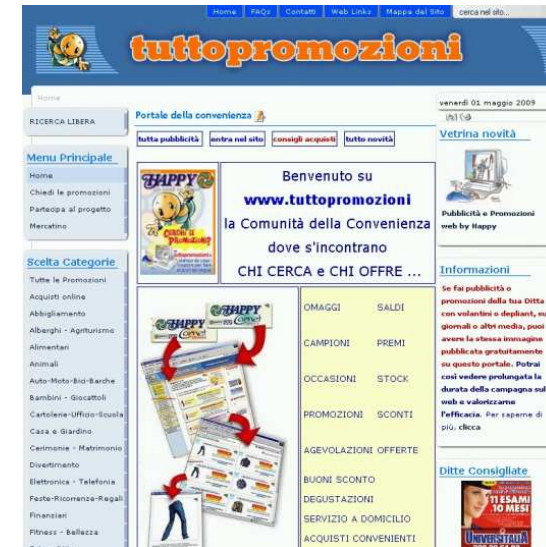 Home FAQs Contatti Web Links Mappa del Sito cerca nel sito...
tuttopromozioni
Home
venerdì 01 maggio 2009
RICERCA LIBERA
Menu Principale
Home
Chiedi le promozioni
Partecipa al progetto
Mercatino
Scelta Categorie
Tutte le Promozioni
Acquisti online
Abbigliamento
Alberghi - Agriturismo
Alimentari
Animali
Auto-Moto-Bici-Barche
Bambini - Giocattoli
Cartolerie-Ufficio-Scuola
Casa e Giardino
Cerimonie - Matrimonio
Divertimento
Elettronica - Telefonia
Feste-Ricorrenze-Regali
Finanziari
Fitness - Bellezza
Portale della convenienza
tutta pubblicità entra nel sito consigli acquisti tutto novità
HAPPY
CERCHI LE
PROMOZIONI?
Benvenuto su
www.tuttopromozioni
la Comunità della Convenienza
dove s'incontrano
CHI CERCA e CHI OFFRE ...
HAPPY
HAPPY
OMAGGI SALDI
CAMPIONI PREMI
OCCASIONI STOCK
PROMOZIONI SCONTI
AGEVOLAZIONI OFFERTE
BUONI SCONTO
DEGUSTAZIONI
SERVIZIO A DOMICILIO
ACQUISTI CONVENIENTI
Vetrina novità
Pubblicità e Promozioni
web by Happy
Informazioni
Se fai pubblicità o
promozioni della tua Ditta
con volantini o depliant, su
giornali o altri media, puoi
avere la stessa immagine
pubblicata gratuitamente
su questo portale. Potrai
così vedere prolungata la
durata della campagna sul
web e valorizzarne
l'efficacia. Per saperne di
più, clicca
Ditte Consigliate
11 ESAMI
10 MESI
UNIVERSITALIA